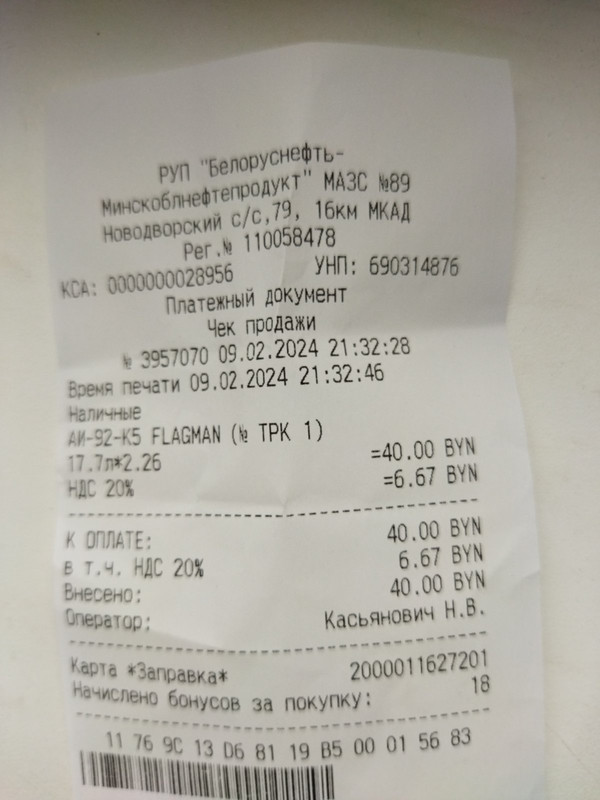 РУП "Белоруснефть-
Минскоблнефтепродукт" МАЗС №89
Новодворский с/с,79, 16км МКАД
Рег.№ 110058478
КСА: 0000000028956 УНП: 690314876
Платежный документ
Чек продажи
№ 3957070 09.02.2024 21:32:28
Время печати 09.02.2024 21:32:46
Наличные
АИ-92-К5 FLAGMAN (№ ТРК 1)
17.7л*2.26 =40.00 BYN
НДС 20% =6.67 BYN
К ОПЛАТЕ: 40.00 BYN
в т.ч. НДС 20% 6.67 BYN
Внесено: 40.00 BYN
Оператор: Касьянович Н.В.
Карта *Заправка* 2000011627201
Начислено бонусов за покупку: 18
11 76 9C 13 D6 81 19 B5 00 01 56 83